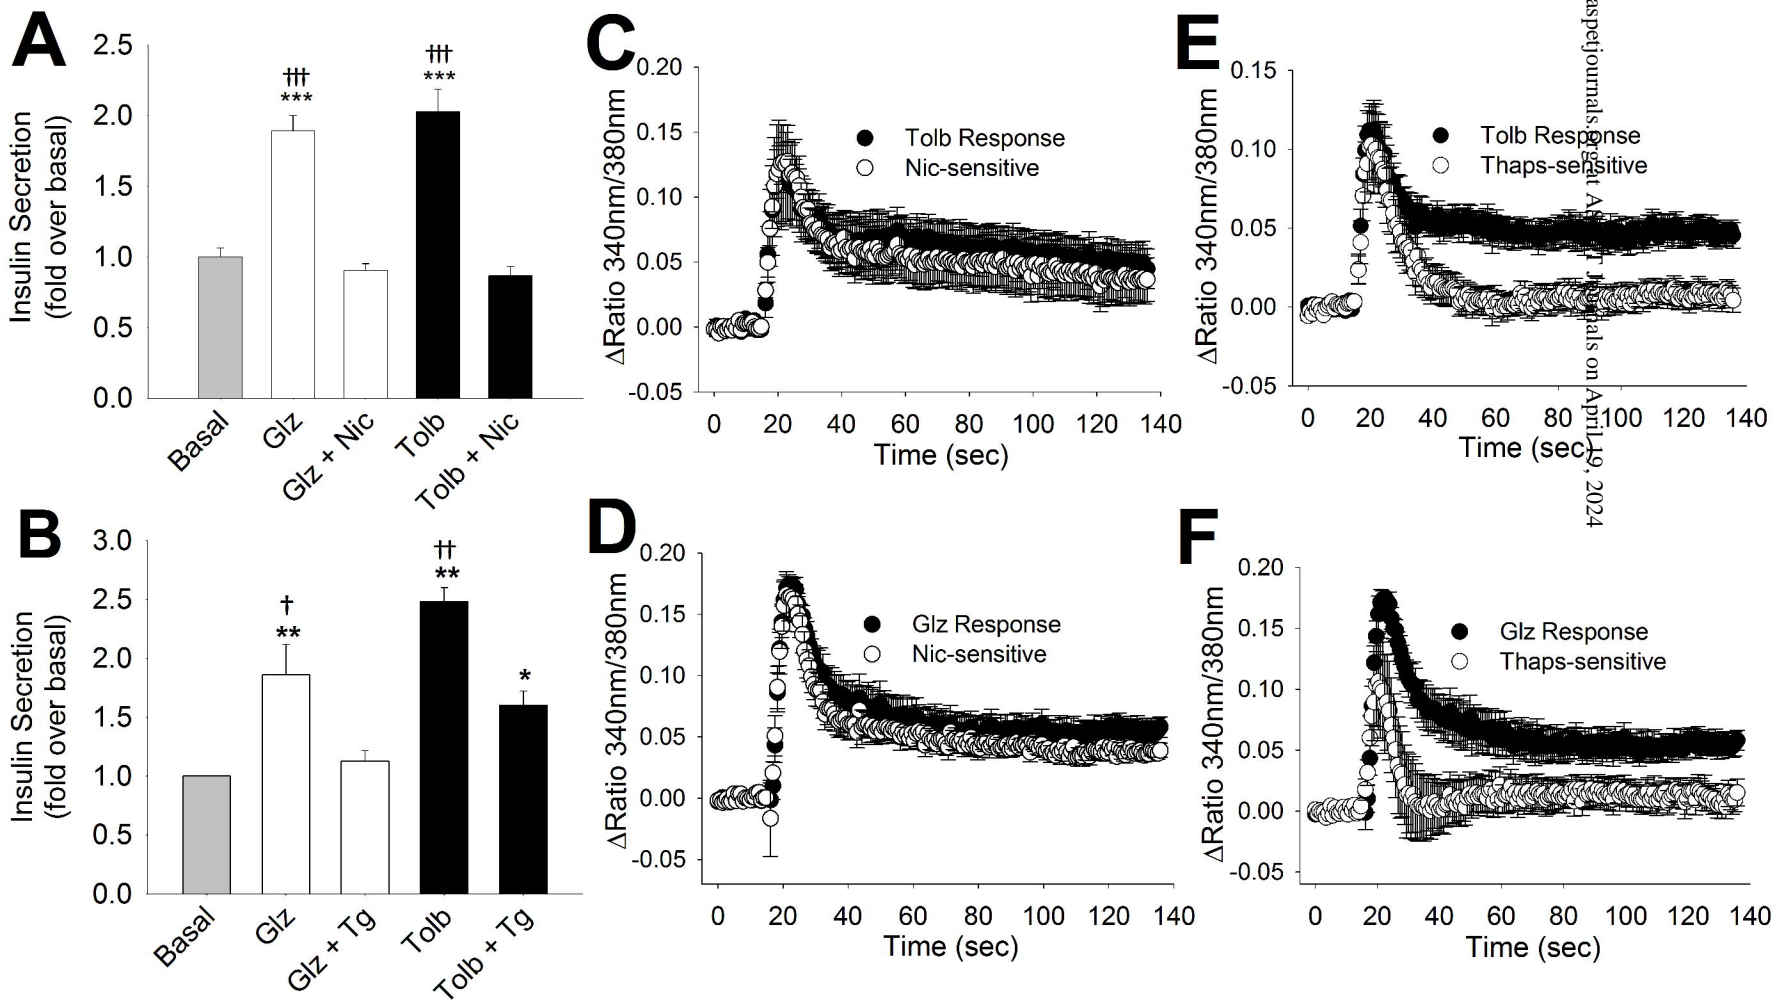 A
2.5
2.0
1.5
1.0
0.5
0.0
Insulin Secretion
(fold over basal)
†††
***
†††
***
Basal
Glz
Glz + Nic
Tolb
Tolb + Nic
B
3.0
2.5
2.0
1.5
1.0
0.5
0.0
Insulin Secretion
(fold over basal)
†
**
††
**
*
Basal
Glz
Glz + Tg
Tolb
Tolb + Tg
C
0.20
0.15
0.10
0.05
0.00
-0.05
ΔRatio 340nm/380nm
Tolb Response
Nic-sensitive
0 20 40 60 80 100 120 140
Time (sec)
D
0.20
0.15
0.10
0.05
0.00
-0.05
ΔRatio 340nm/380nm
Glz Response
Nic-sensitive
0 20 40 60 80 100 120 140
Time (sec)
E
0.15
0.10
0.05
0.00
-0.05
ΔRatio 340nm/380nm
Tolb Response
Thaps-sensitive
0 20 40 60 80 100 120 140
Time (sec)
F
0.20
0.15
0.10
0.05
0.00
-0.05
ΔRatio 340nm/380nm
Glz Response
Thaps-sensitive
0 20 40 60 80 100 120 140
Time (sec)
aspetjournals.org at on April 19, 2024